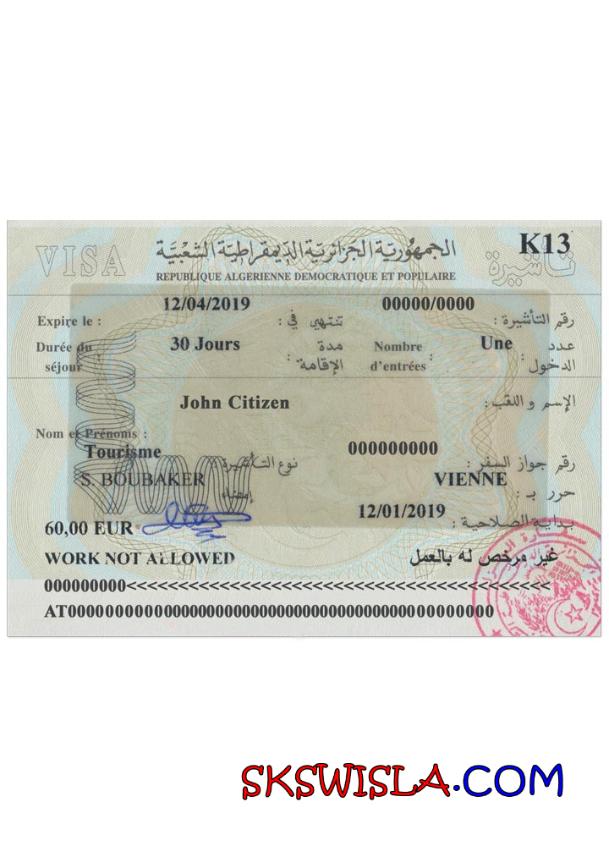 VISA الجمهورية الجزائرية الديمقراطية الشعبية K13 تأشيرة
REPUBLIQUE ALGERIENNE DEMOCRATIQUE ET POPULAIRE
12/04/2019 00000/0000
Expire le : تنتهي في : رقم التأشيرة :
Durée du séjour : 30 Jours مدة الإقامة : Nombre d'entrées : Une عدد الدخول :
John Citizen الإسم و اللقب :
Nom et Prénoms :
Tourisme نوع التأشيرة 000000000 رقم جواز السفر :
S. BOUBAKER إمضاء VIENNE حرر بـ :
12/01/2019 بداية الصلاحية :
60,00 EUR
WORK NOT ALLOWED غير مرخص له بالعمل
000000000<<<<<<<<<<<<<<<<<<<<<<<<<<<<<<<<<<<
AT000000000000000000000000000000000000000000
SKSWISLA.COM